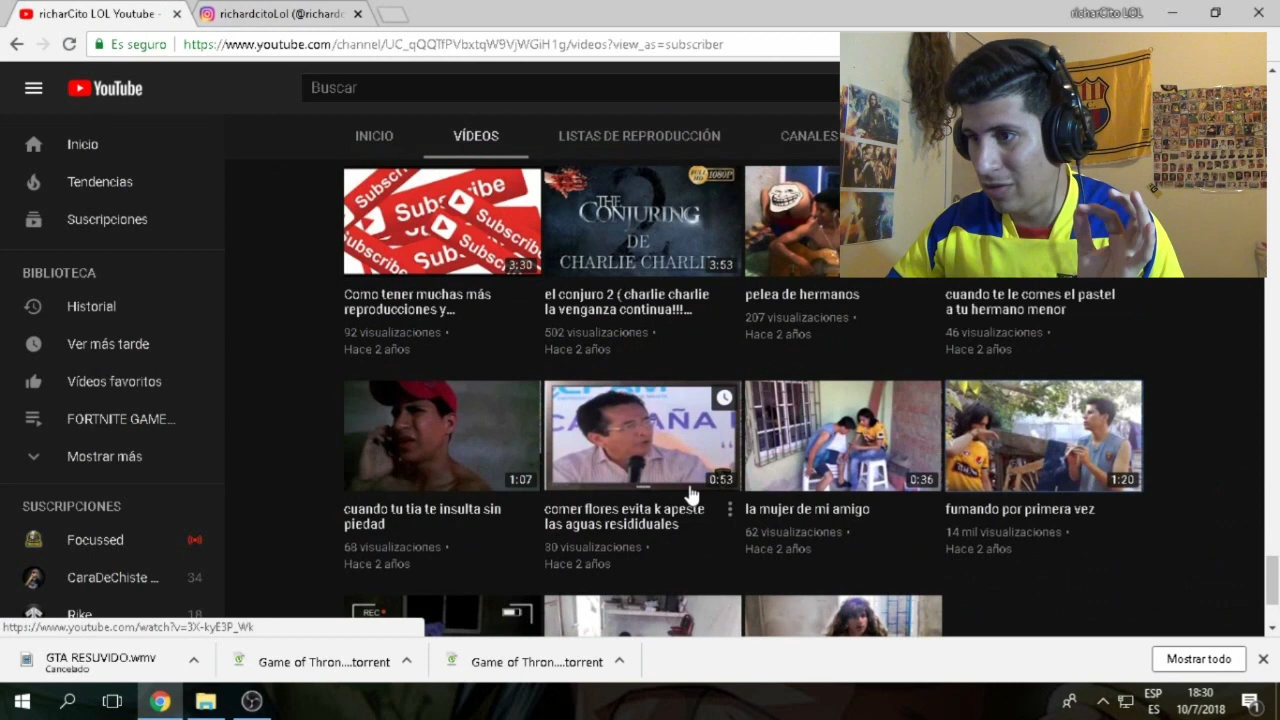 richarCito LOL Youtube -
richardcitoLol (@richardc
richarCito LOL
Es seguro
https://www.youtube.com/channel/UC_qQQTfPVbxtqW9VjWGiH1g/videos?view_as=subscriber
YouTube
Buscar
INICIO
VÍDEOS
LISTAS DE REPRODUCCIÓN
CANALES
Inicio
Tendencias
Suscripciones
BIBLIOTECA
Historial
Ver más tarde
Vídeos favoritos
FORTNITE GAME...
Mostrar más
SUSCRIPCIONES
Focussed
CaraDeChiste ...
34
Rike
18
Subscribe
3:30
THE CONJURING
DE
CHARLIE CHARLIE
1080P
3:53
Como tener muchas más
reproducciones y...
92 visualizaciones •
Hace 2 años
el conjuro 2 ( charlie charlie
la venganza continua!!!...
502 visualizaciones •
Hace 2 años
pelea de hermanos
207 visualizaciones •
Hace 2 años
cuando te le comes el pastel
a tu hermano menor
46 visualizaciones •
Hace 2 años
1:07
0:53
0:36
1:20
cuando tu tia te insulta sin
piedad
68 visualizaciones •
Hace 2 años
comer flores evita k apeste
las aguas resididuales
30 visualizaciones •
Hace 2 años
la mujer de mi amigo
62 visualizaciones •
Hace 2 años
fumando por primera vez
14 mil visualizaciones •
Hace 2 años
REC
https://www.youtube.com/watch?v=3X-kyE3P_Wk
GTA RESUVIDO.wmv
Cancelado
Game of Thron....torrent
Game of Thron....torrent
Mostrar todo
ESP
ES
18:30
10/7/2018
1